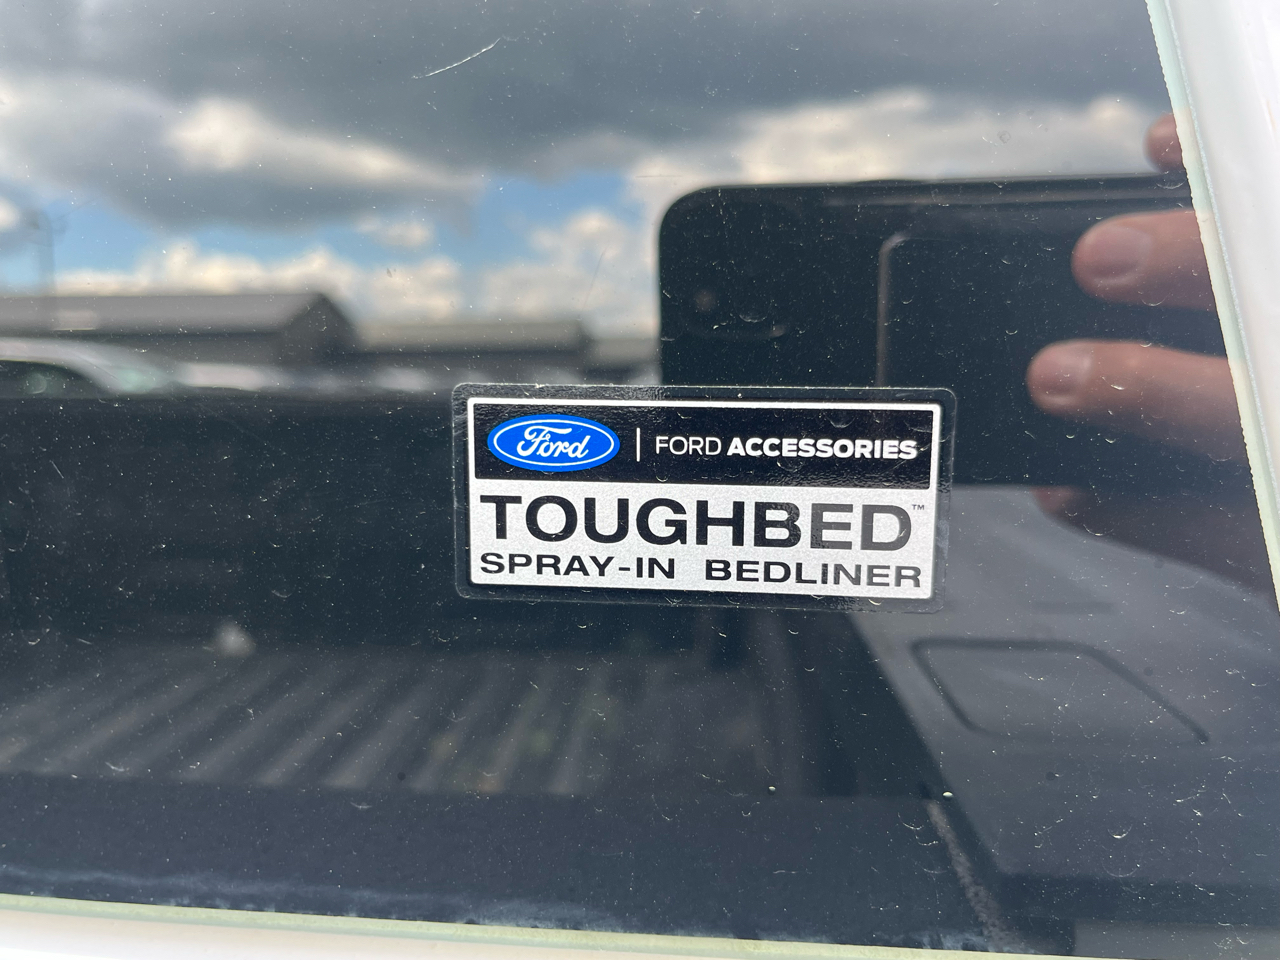 Ford | FORD ACCESSORIES
TOUGHBED™
SPRAY-IN BEDLINER